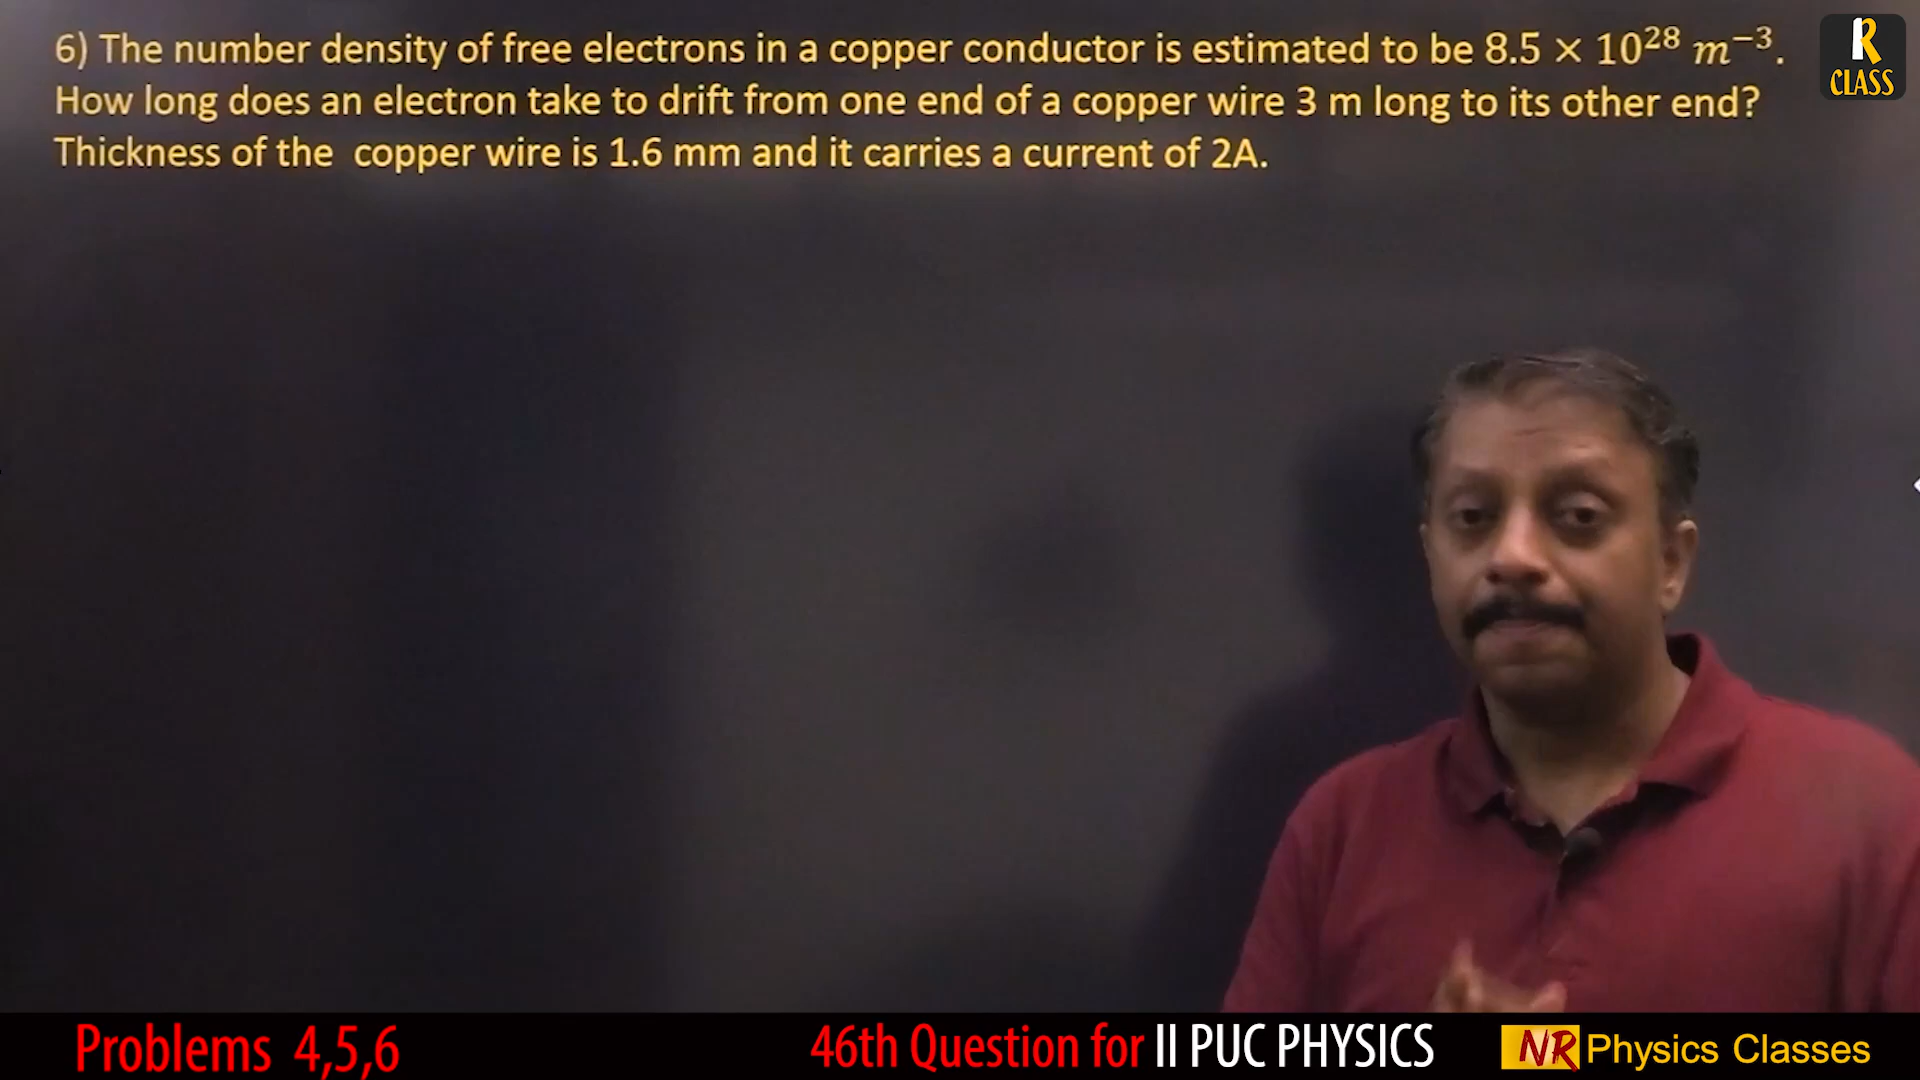 6) The number density of free electrons in a copper conductor is estimated to be 8.5 × 10²⁸ m⁻³.
How long does an electron take to drift from one end of a copper wire 3 m long to its other end?
Thickness of the copper wire is 1.6 mm and it carries a current of 2A.
R
CLASS
Problems 4,5,6
46th Question for II PUC PHYSICS
NR Physics Classes